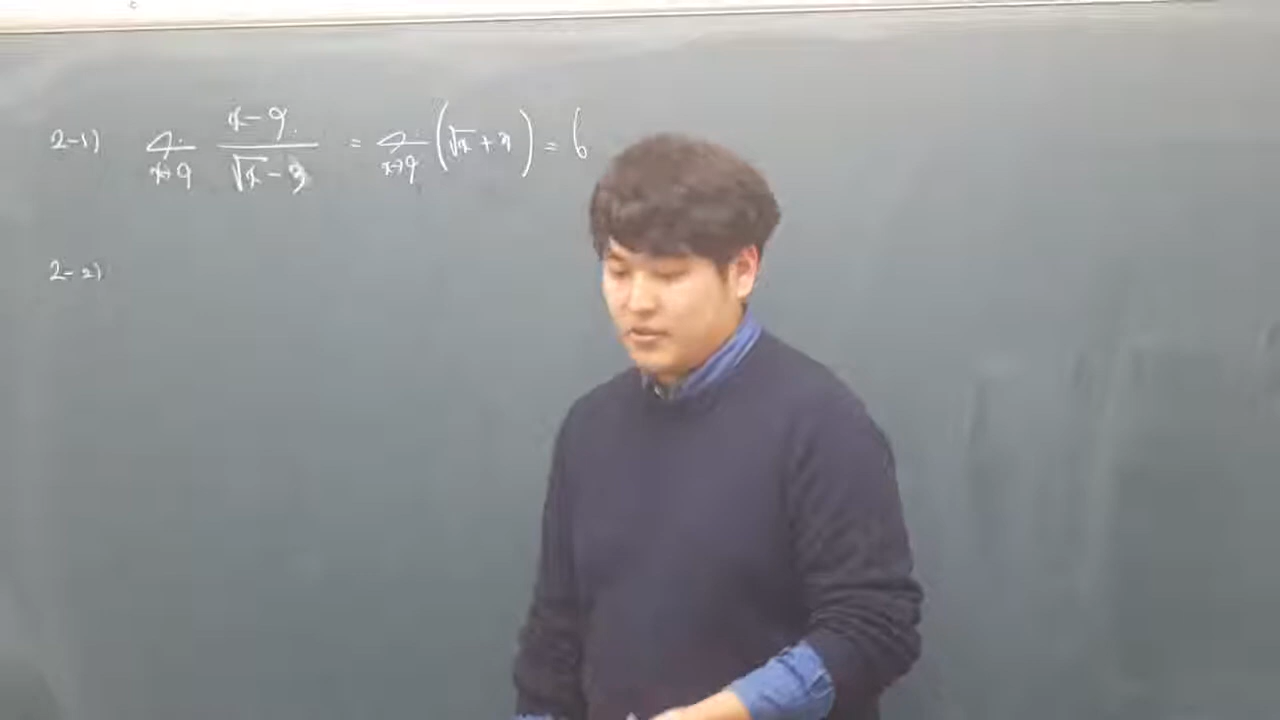 2-1) lim x→9 (x-9)/(√x-3) = lim x→9 (√x+3) = 6
2-2)